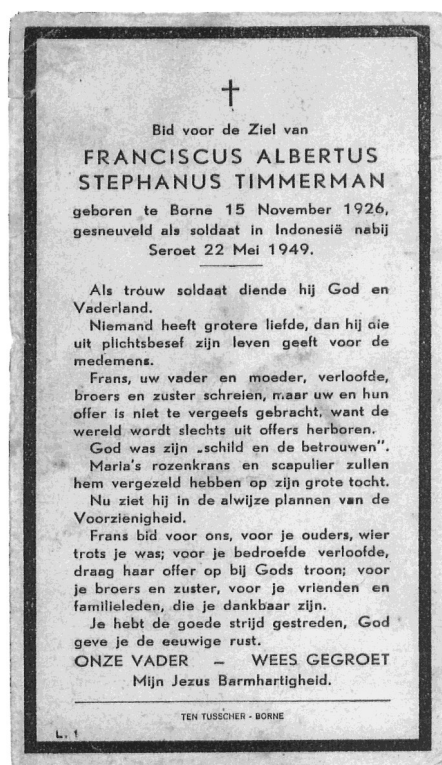 Bid voor de Ziel van
FRANCISCUS ALBERTUS
STEPHANUS TIMMERMAN
geboren te Borne 15 November 1926,
gesneuveld als soldaat in Indonesië nabij
Seroet 22 Mei 1949.
Als trouw soldaat diende hij God en
Vaderland.
Niemand heeft grotere liefde, dan hij die
uit plichtsbesef zijn leven geeft voor de
medemens.
Frans, uw vader en moeder, verloofde,
broers en zuster schreien, maar uw en hun
offer is niet te vergeefs gebracht, want de
wereld wordt slechts uit offers herboren.
God was zijn „schild en de betrouwen".
Maria's rozenkrans en scapulier zullen
hem vergezeld hebben op zijn grote tocht.
Nu ziet hij in de alwijze plannen van de
Voorzienigheid.
Frans bid voor ons, voor je ouders, wier
trots je was; voor je bedroefde verloofde,
draag haar offer op bij Gods troon; voor
je broers en zuster, voor je vrienden en
familieleden, die je dankbaar zijn.
Je hebt de goede strijd gestreden, God
geve je de eeuwige rust.
ONZE VADER – WEES GEGROET
Mijn Jezus Barmhartigheid.
TEN TUSSCHER - BORNE
L. 1